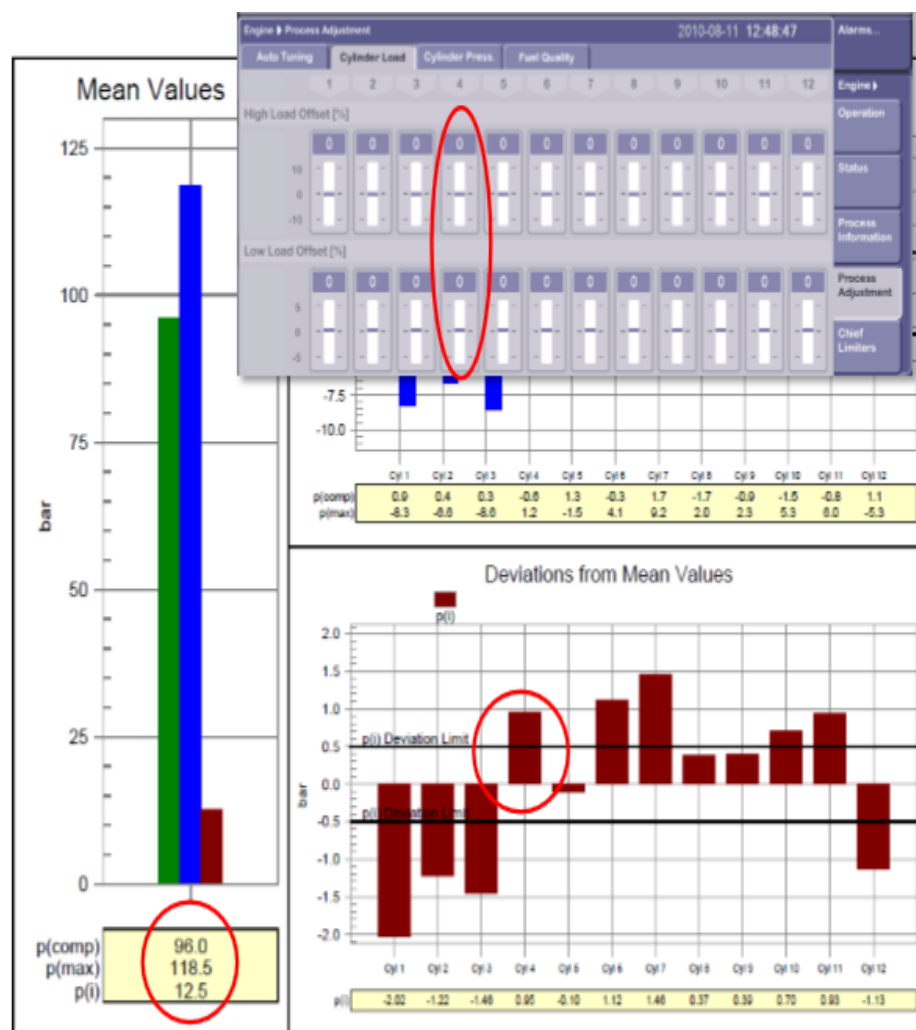 Engine ▸ Process Adjustment 2010-08-11 12:48:47 Alarms...
Auto Tuning Cylinder Load Cylinder Press. Fuel Quality
1 2 3 4 5 6 7 8 9 10 11 12 Engine ▸
High Load Offset [%]
Operation
0 0 0 0 0 0 0 0 0 0 0 0
10
0
-10
Status
Process
Information
Low Load Offset [%]
0 0 0 0 0 0 0 0 0 0 0 0
5
0
-5
Process
Adjustment
Chief
Limiters
Mean Values
125
100
75
50
25
0
bar
p(comp) 96.0
p(max) 118.5
p(i) 12.5
-7.5
-10.0
Cyl 1 Cyl 2 Cyl 3 Cyl 4 Cyl 5 Cyl 6 Cyl 7 Cyl 8 Cyl 9 Cyl 10 Cyl 11 Cyl 12
p(comp) 0.9 0.4 0.3 -0.6 1.3 -0.3 1.7 -1.7 -0.9 -1.5 -0.8 1.1
p(max) -8.3 -6.6 -8.6 1.2 -1.5 4.1 9.2 2.0 2.3 5.3 6.0 -5.3
Deviations from Mean Values
p(i)
2.0
1.5
1.0
p(i) Deviation Limit
0.5
0.0
bar
p(i) Deviation Limit
-0.5
-1.0
-1.5
-2.0
Cyl 1 Cyl 2 Cyl 3 Cyl 4 Cyl 5 Cyl 6 Cyl 7 Cyl 8 Cyl 9 Cyl 10 Cyl 11 Cyl 12
p(i) -2.02 -1.22 -1.46 0.95 -0.10 1.12 1.46 0.37 0.39 0.70 0.93 -1.13